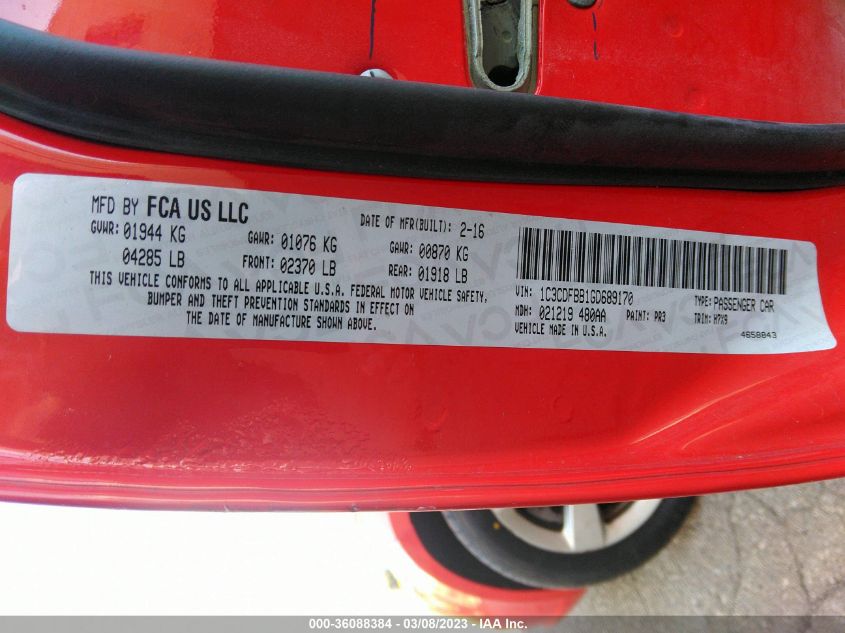 MFD BY FCA US LLC
DATE OF MFR(BUILT): 2-16
GVWR: 01944 KG
GAWR: 01076 KG
GAWR: 00870 KG
04285 LB
FRONT: 02370 LB
REAR: 01918 LB
THIS VEHICLE CONFORMS TO ALL APPLICABLE U.S.A. FEDERAL MOTOR VEHICLE SAFETY,
BUMPER AND THEFT PREVENTION STANDARDS IN EFFECT ON
THE DATE OF MANUFACTURE SHOWN ABOVE.
VIN: 1C3CDFBB1GD689170
TYPE: PASSENGER CAR
MDH: 021219 480AA
PAINT: PR3
TRIM: H7X9
VEHICLE MADE IN U.S.A.
4658843
000-36088384 - 03/08/2023 - IAA Inc.